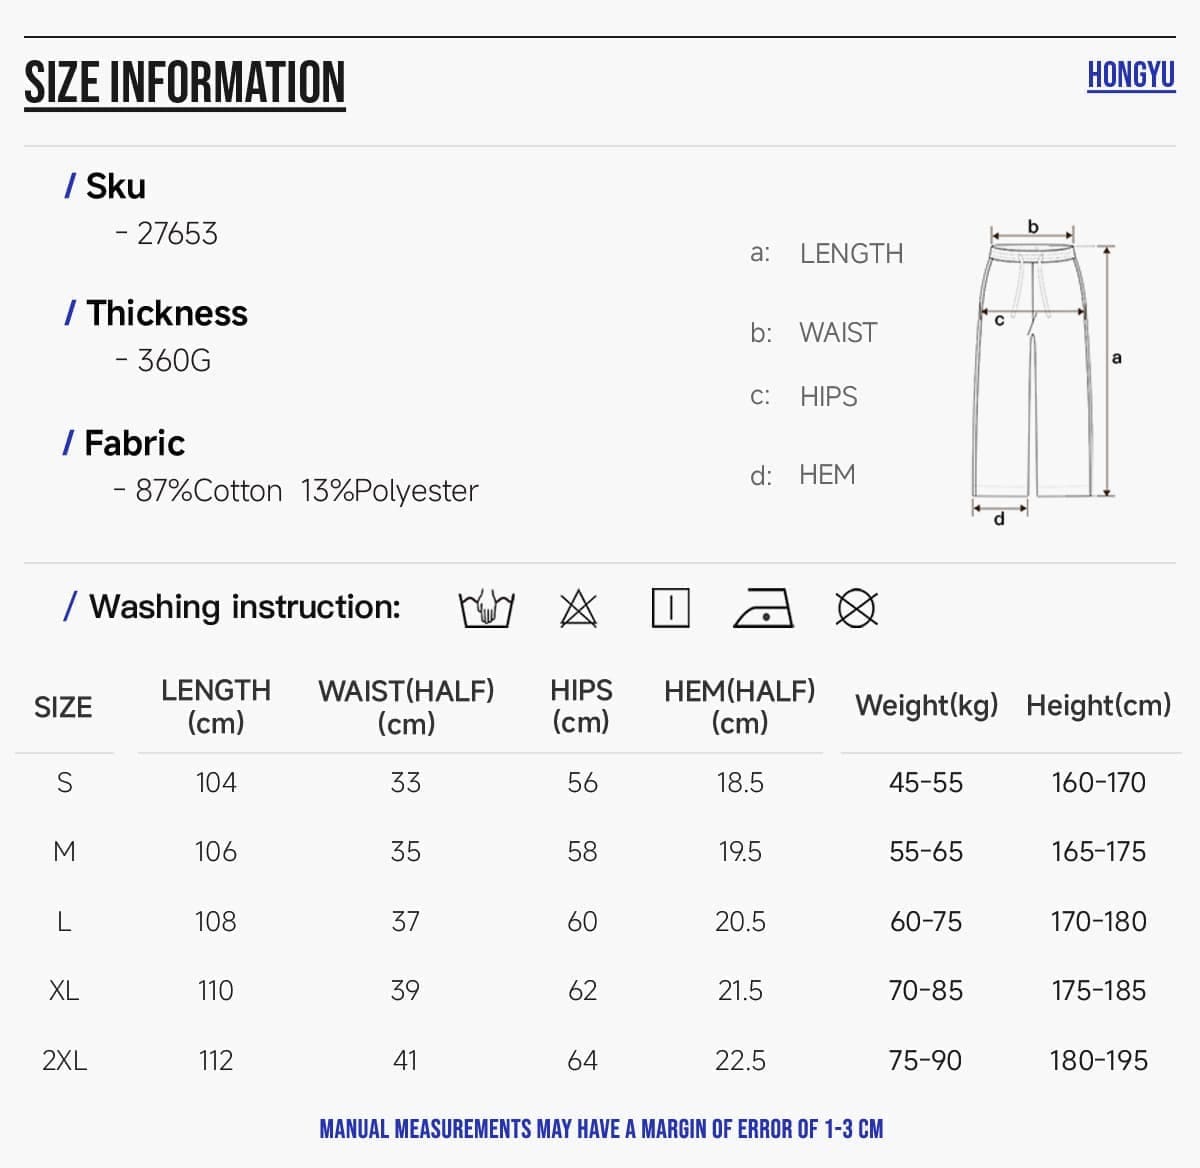 SIZE INFORMATION
HONGYU
/ Sku
- 27653
/ Thickness
- 360G
/ Fabric
- 87%Cotton 13%Polyester
a: LENGTH
b: WAIST
c: HIPS
d: HEM
b
c
a
d
/ Washing instruction:
SIZE LENGTH (cm) WAIST(HALF) (cm) HIPS (cm) HEM(HALF) (cm) Weight(kg) Height(cm)
S 104 33 56 18.5 45-55 160-170
M 106 35 58 19.5 55-65 165-175
L 108 37 60 20.5 60-75 170-180
XL 110 39 62 21.5 70-85 175-185
2XL 112 41 64 22.5 75-90 180-195
MANUAL MEASUREMENTS MAY HAVE A MARGIN OF ERROR OF 1-3 CM